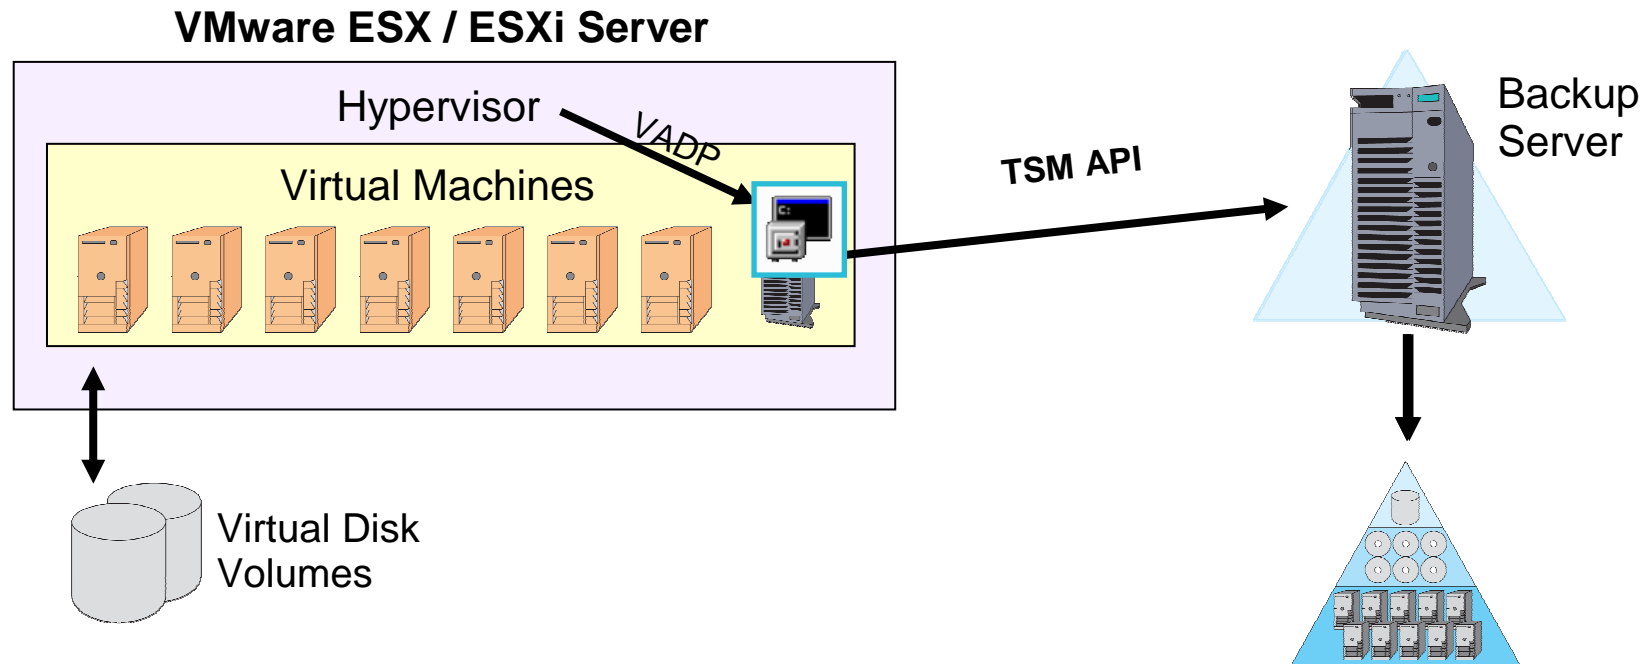 VMware ESX / ESXi Server
Hypervisor
VADP
Virtual Machines
C:
TSM API
Backup
Server
Virtual Disk
Volumes